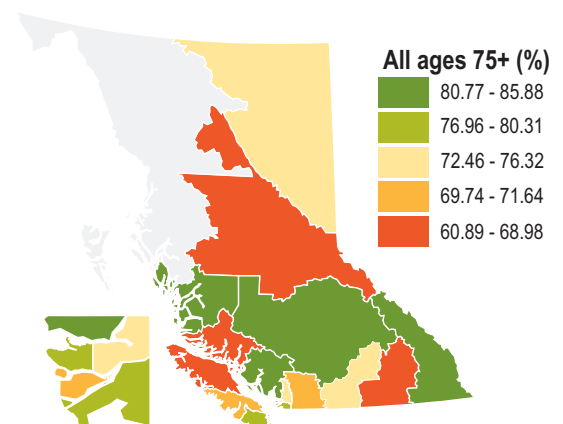 All ages 75+ (%)
80.77 - 85.88
76.96 - 80.31
72.46 - 76.32
69.74 - 71.64
60.89 - 68.98